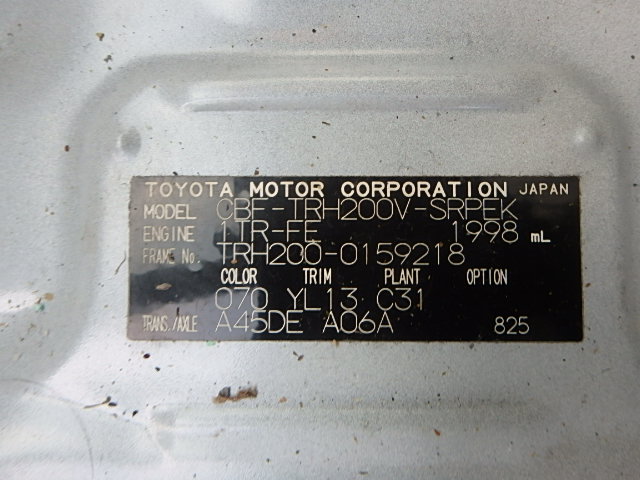 TOYOTA MOTOR CORPORATION JAPAN
MODEL CBF-TRH200V-SRPEK
ENGINE 1TR-FE 1998 mL
FRAME No. TRH200-0159218
COLOR TRIM PLANT OPTION
070 YL13 C31
TRANS./AXLE A45DE A06A 825